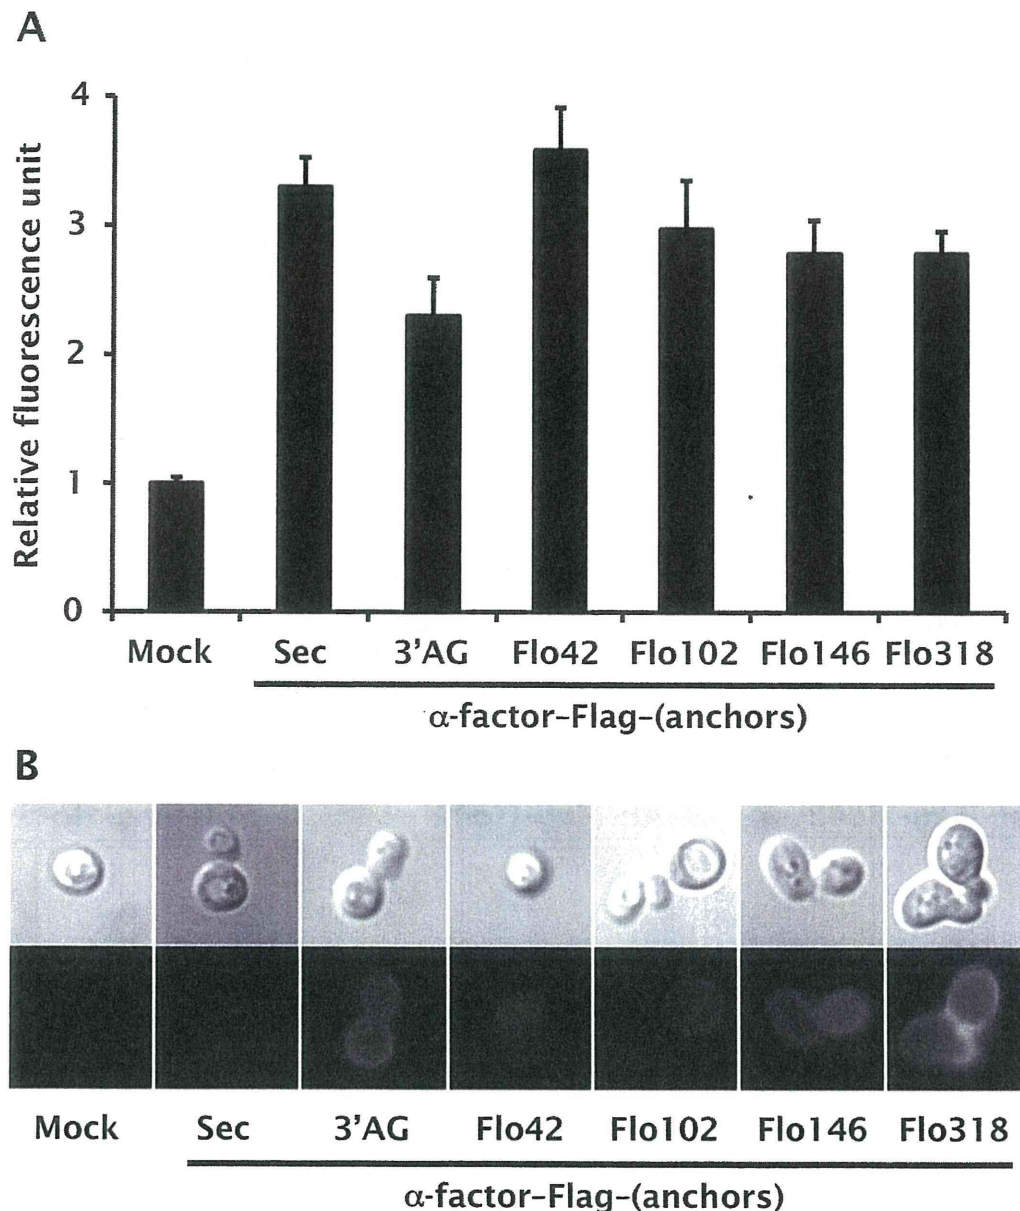 A
Relative fluorescence unit
4
3
2
1
0
Mock Sec 3'AG Flo42 Flo102 Flo146 Flo318
α-factor-Flag-(anchors)
B
Mock Sec 3'AG Flo42 Flo102 Flo146 Flo318
α-factor-Flag-(anchors)